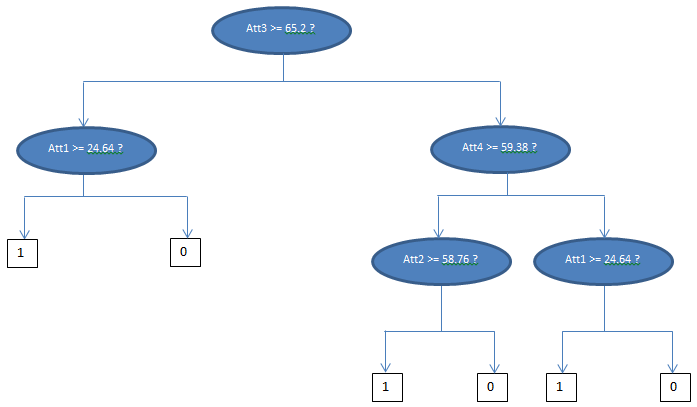 Att3 >= 65.2 ?
Att1 >= 24.64 ?
Att4 >= 59.38 ?
1
0
Att2 >= 58.76 ?
Att1 >= 24.64 ?
1
0
1
0